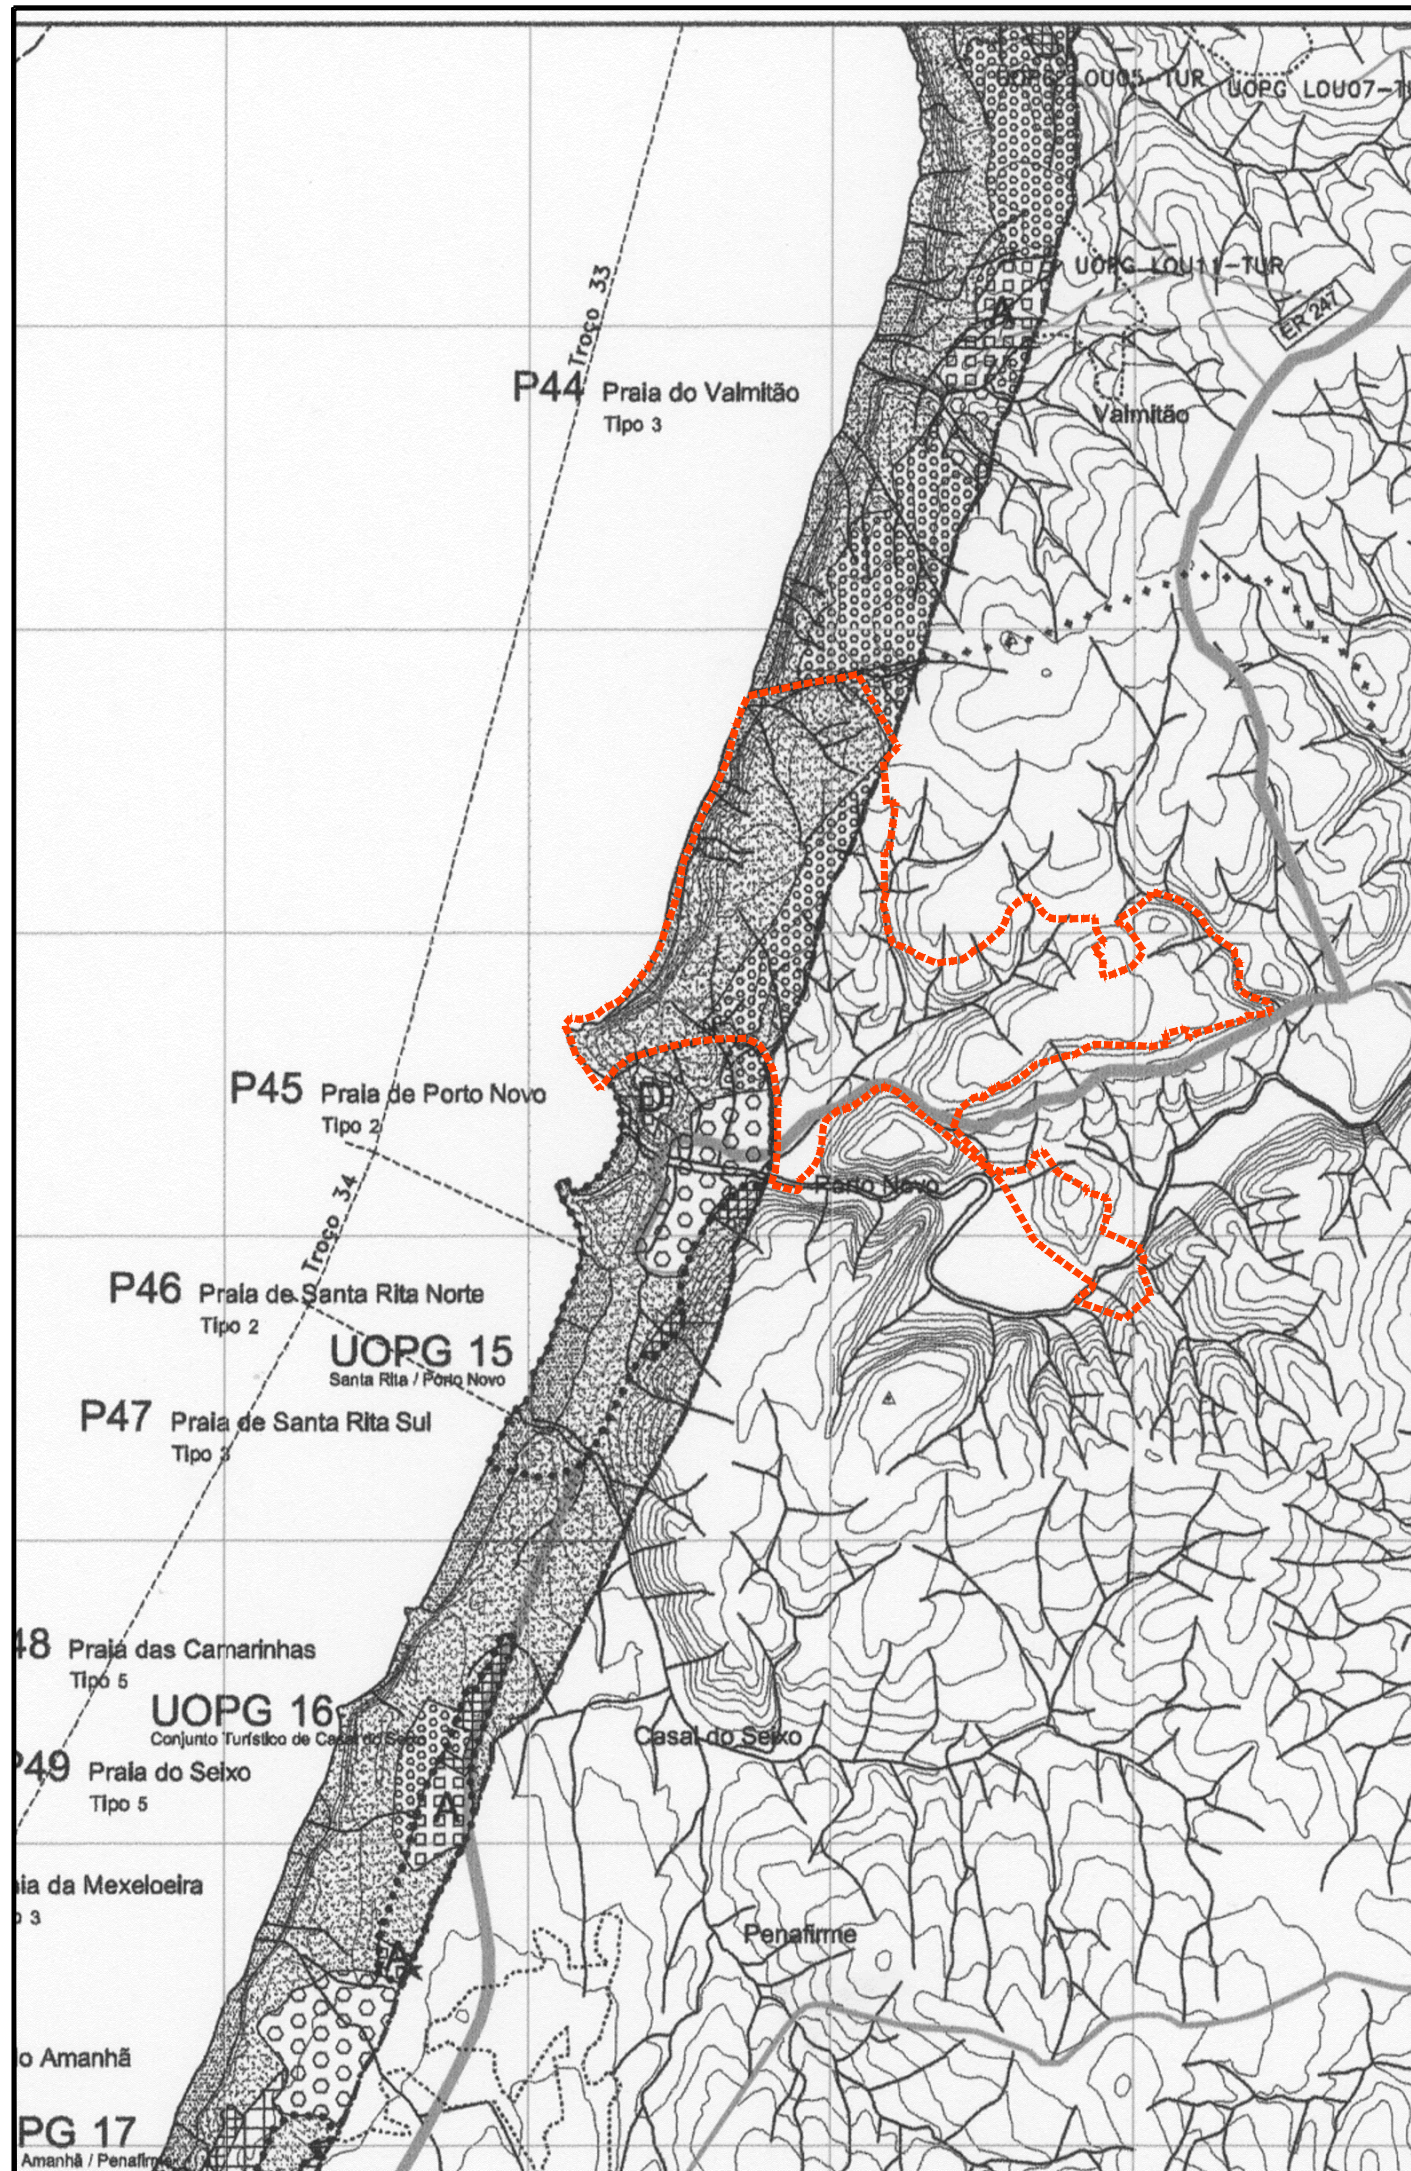 UOPG LOU05-TUR
UOPG LOU07-T
UOPG LOU11-TUR
ER 247
Troço 33
P44 Praia do Valmitão
Tipo 3
Valmitão
D
P45 Praia de Porto Novo
Tipo 2
Porto Novo
Troço 34
P46 Praia de Santa Rita Norte
Tipo 2
UOPG 15
Santa Rita / Porto Novo
P47 Praia de Santa Rita Sul
Tipo 3
48 Praia das Camarinhas
Tipo 5
UOPG 16
Conjunto Turístico de Casal do Seixo
Casal do Seixo
P49 Praia do Seixo
Tipo 5
A
ia da Mexeloeira
3
Penafirme
A
A
o Amanhã
PG 17
Amanhã / Penafirme